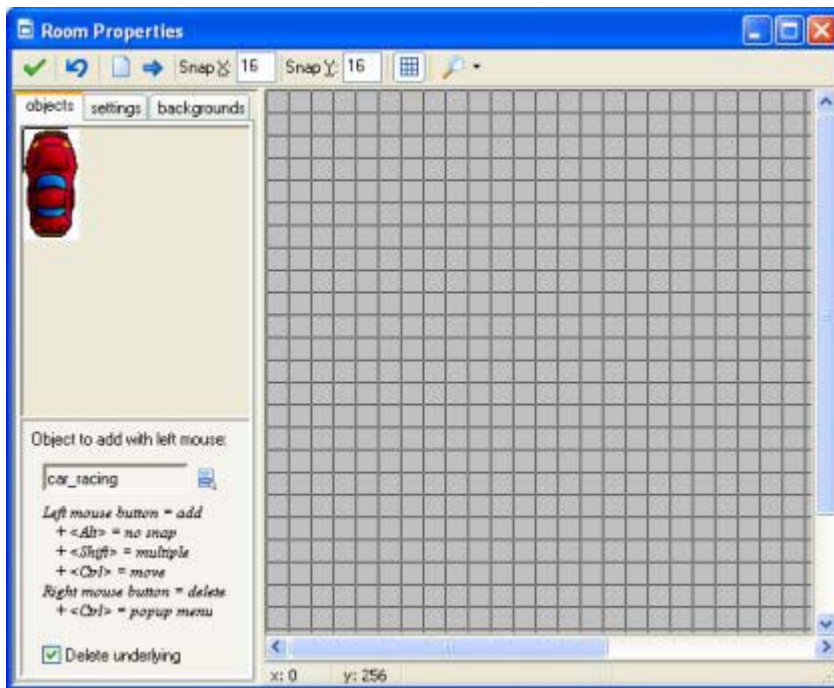 Room Properties
Snap X: 16 Snap Y: 16
objects settings backgrounds
Object to add with left mouse:
car_racing
Left mouse button = add
+ <Alt> = no snap
+ <Shift> = multiple
+ <Ctrl> = move
Right mouse button = delete
+ <Ctrl> = popup menu
Delete underlying
x: 0 y: 256